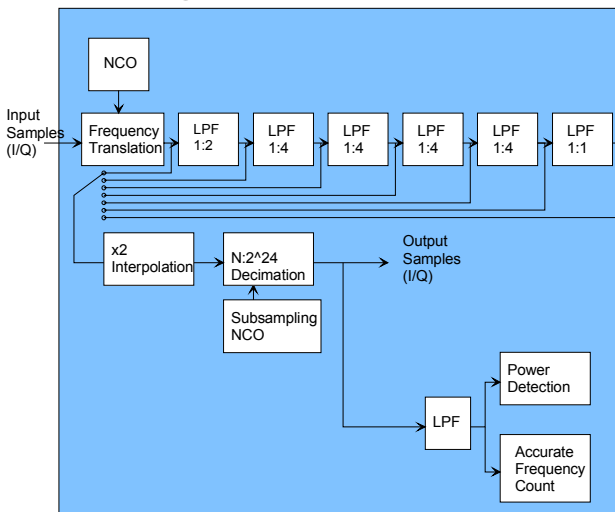 NCO
Input
Samples
(I/Q)
Frequency
Translation
LPF
1:2
LPF
1:4
LPF
1:4
LPF
1:4
LPF
1:4
LPF
1:1
x2
Interpolation
N:2^24
Decimation
Output
Samples
(I/Q)
Subsampling
NCO
LPF
Power
Detection
Accurate
Frequency
Count